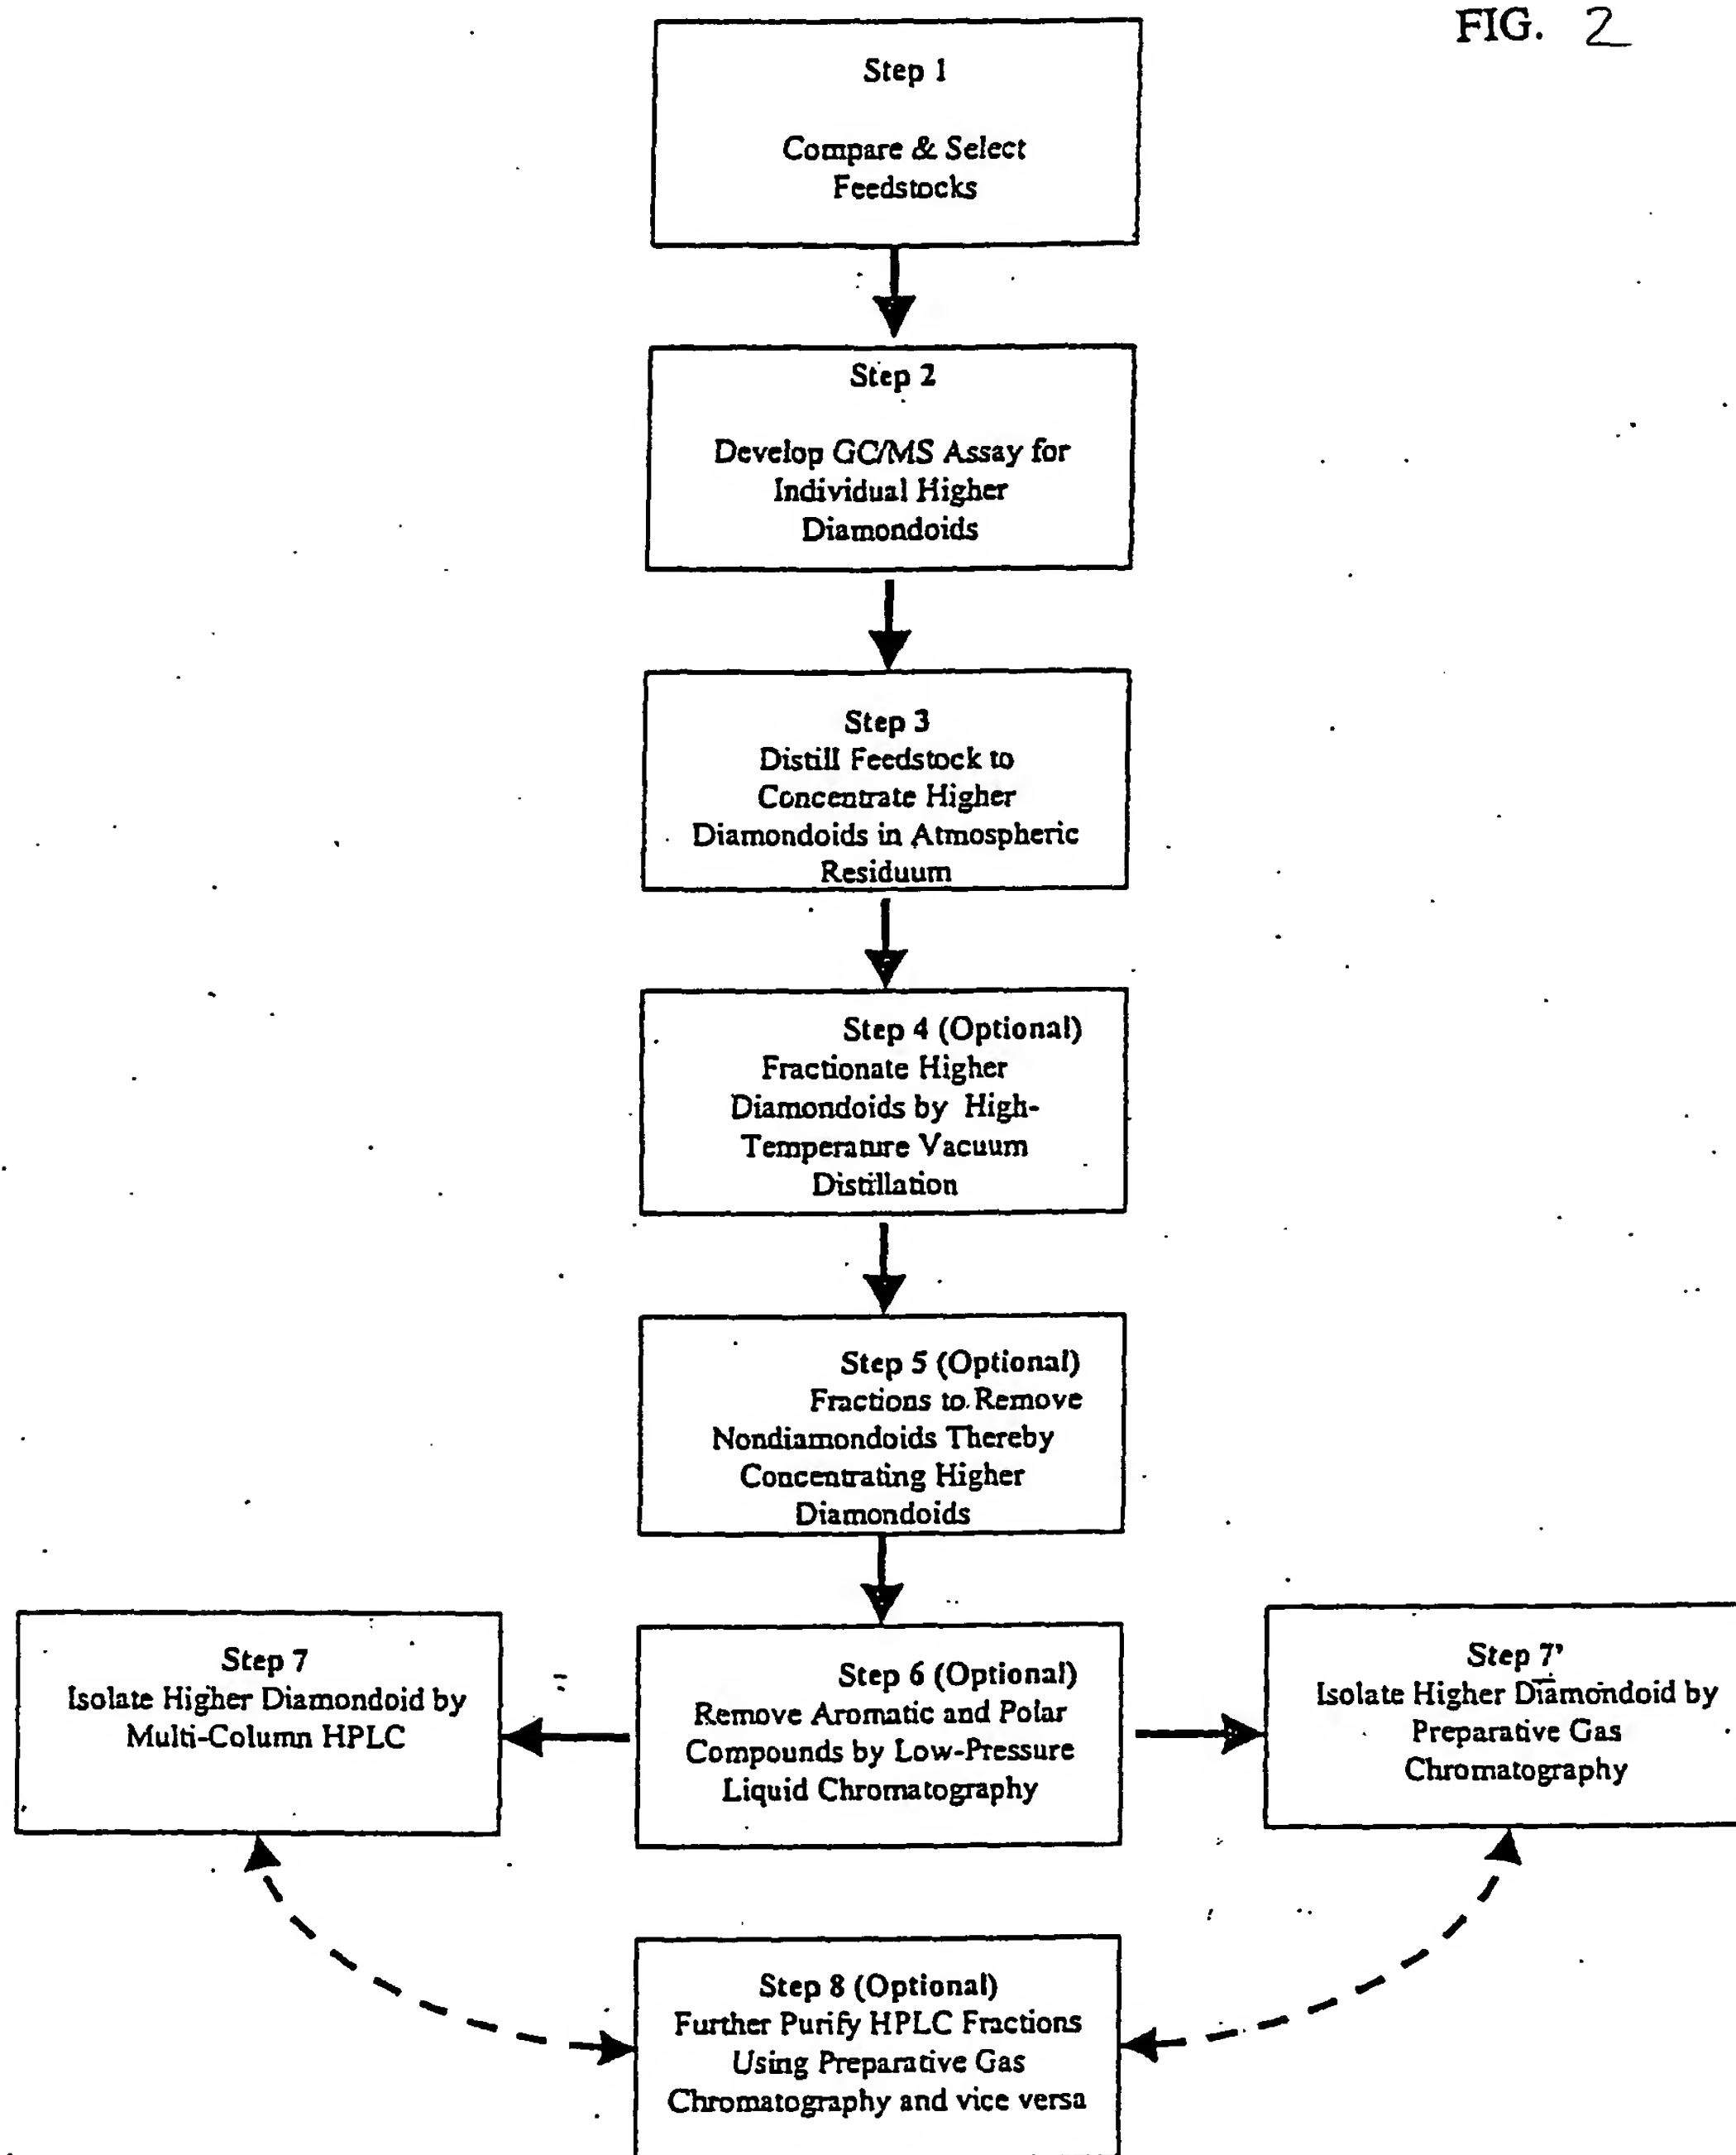 FIG. 2
Step 1
Compare & Select
Feedstocks
Step 2
Develop GC/MS Assay for
Individual Higher
Diamondoids
Step 3
Distill Feedstock to
Concentrate Higher
Diamondoids in Atmospheric
Residuum
Step 4 (Optional)
Fractionate Higher
Diamondoids by High-
Temperature Vacuum
Distillation
Step 5 (Optional)
Fractions to Remove
Nondiamondoids Thereby
Concentrating Higher
Diamondoids
Step 7
Isolate Higher Diamondoid by
Multi-Column HPLC
Step 6 (Optional)
Remove Aromatic and Polar
Compounds by Low-Pressure
Liquid Chromatography
Step 7'
Isolate Higher Diamondoid by
Preparative Gas
Chromatography
Step 8 (Optional)
Further Purify HPLC Fractions
Using Preparative Gas
Chromatography and vice versa